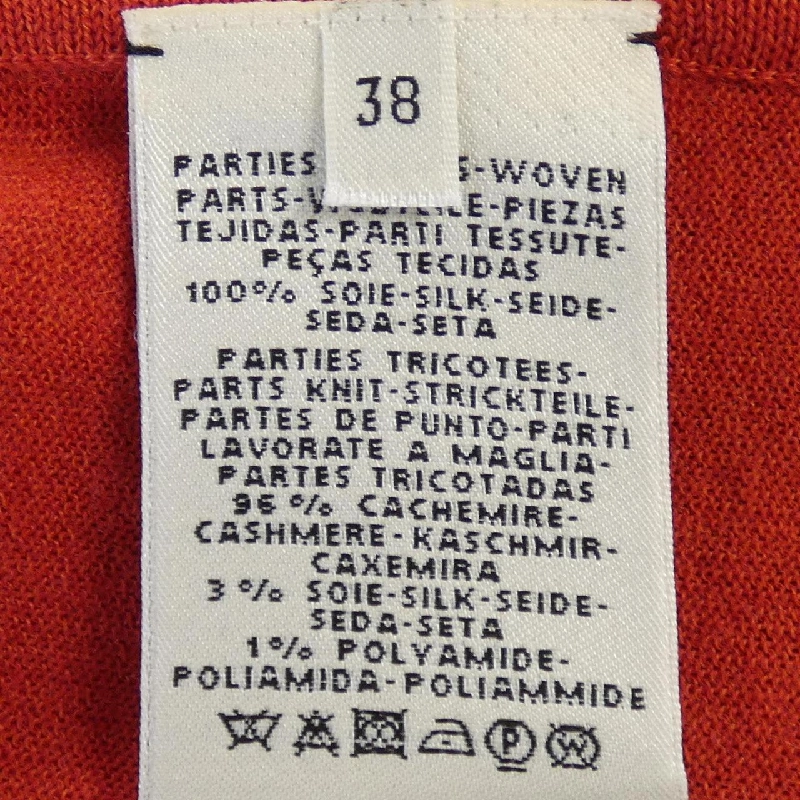 38
PARTIES S-WOVEN
PARTS-W E-PIEZAS
TEJIDAS-PARTI TESSUTE-
PEÇAS TECIDAS
100% SOIE-SILK-SEIDE-
SEDA-SETA
PARTIES TRICOTEES-
PARTS KNIT-STRICKTEILE-
PARTES DE PUNTO-PARTI
LAVORATE A MAGLIA-
PARTES TRICOTADAS
96% CACHEMIRE-
CASHMERE-KASCHMIR-
CAXEMIRA
3% SOIE-SILK-SEIDE-
SEDA-SETA
1% POLYAMIDE-
POLIAMIDA-POLIAMMIDE
P W